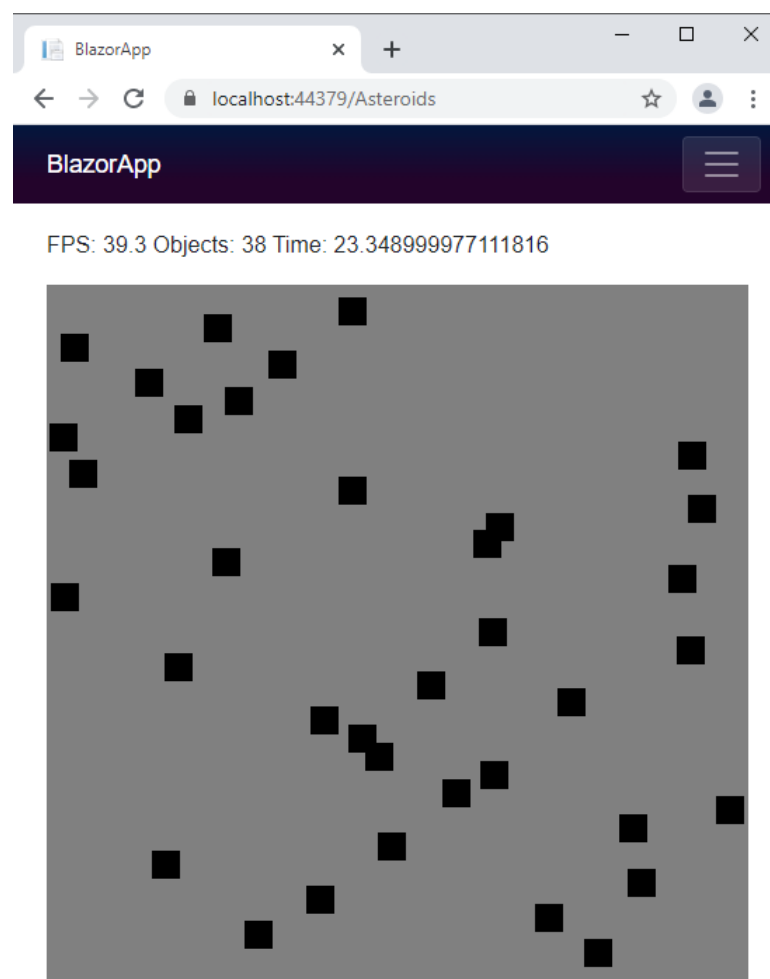 BlazorApp
localhost:44379/Asteroids
BlazorApp
FPS: 39.3 Objects: 38 Time: 23.348999977111816